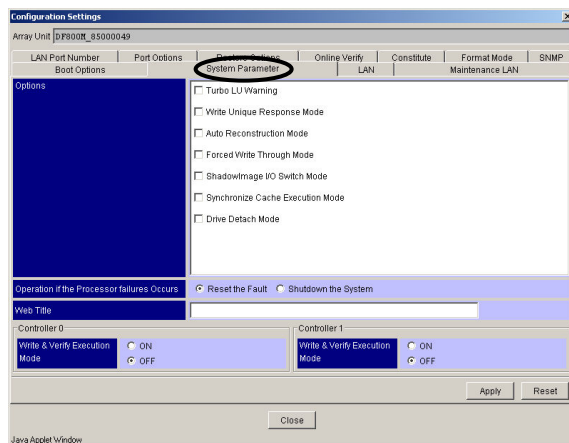 Configuration Settings
Array Unit DF800M_85000049
LAN Port Number Port Options Restore Options Online Verify Constitute Format Mode SNMP
Boot Options System Parameter LAN Maintenance LAN
Options
Turbo LU Warning
Write Unique Response Mode
Auto Reconstruction Mode
Forced Write Through Mode
ShadowImage I/O Switch Mode
Synchronize Cache Execution Mode
Drive Detach Mode
Operation if the Processor failures Occurs Reset the Fault Shutdown the System
Web Title
Controller 0 Controller 1
Write & Verify Execution Mode ON OFF
Write & Verify Execution Mode ON OFF
Apply Reset
Close
Java Applet Window